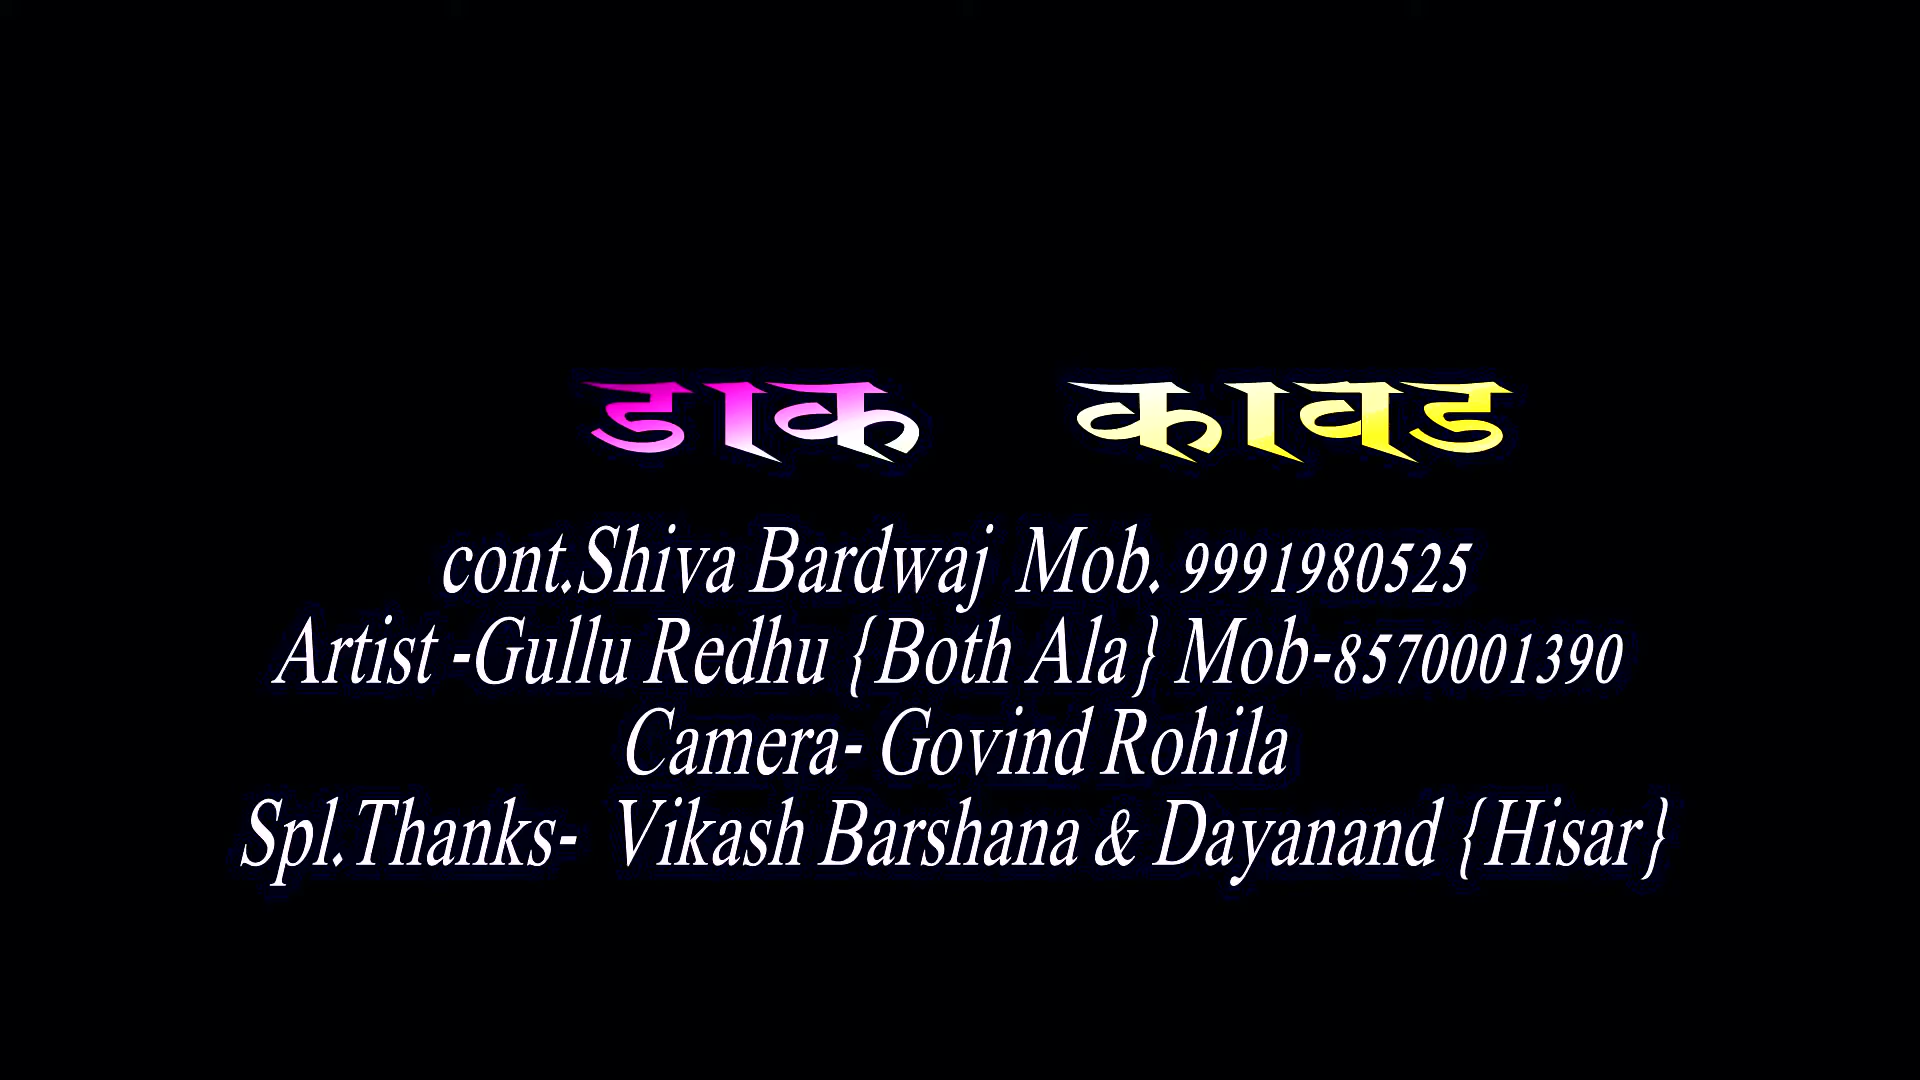 डाक कावड
cont.Shiva Bardwaj Mob. 9991980525
Artist -Gullu Redhu {Both Ala} Mob-8570001390
Camera- Govind Rohila
Spl.Thanks- Vikash Barshana & Dayanand {Hisar}